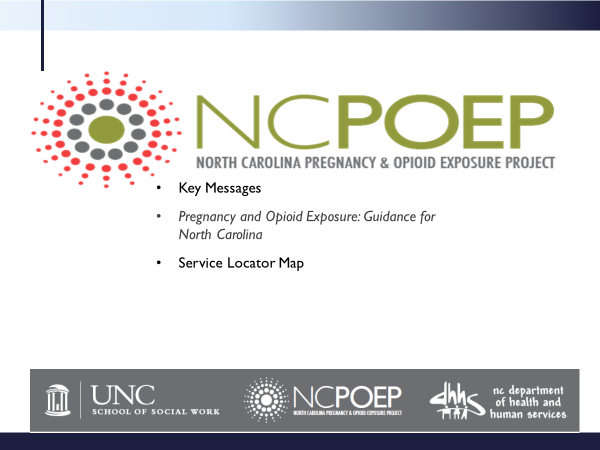 NCPOEP
NORTH CAROLINA PREGNANCY & OPIOID EXPOSURE PROJECT
• Key Messages
• Pregnancy and Opioid Exposure: Guidance for
North Carolina
• Service Locator Map
UNC
SCHOOL OF SOCIAL WORK
NCPOEP
NORTH CAROLINA PREGNANCY & OPIOID EXPOSURE PROJECT
dhhs
nc department
of health and
human services